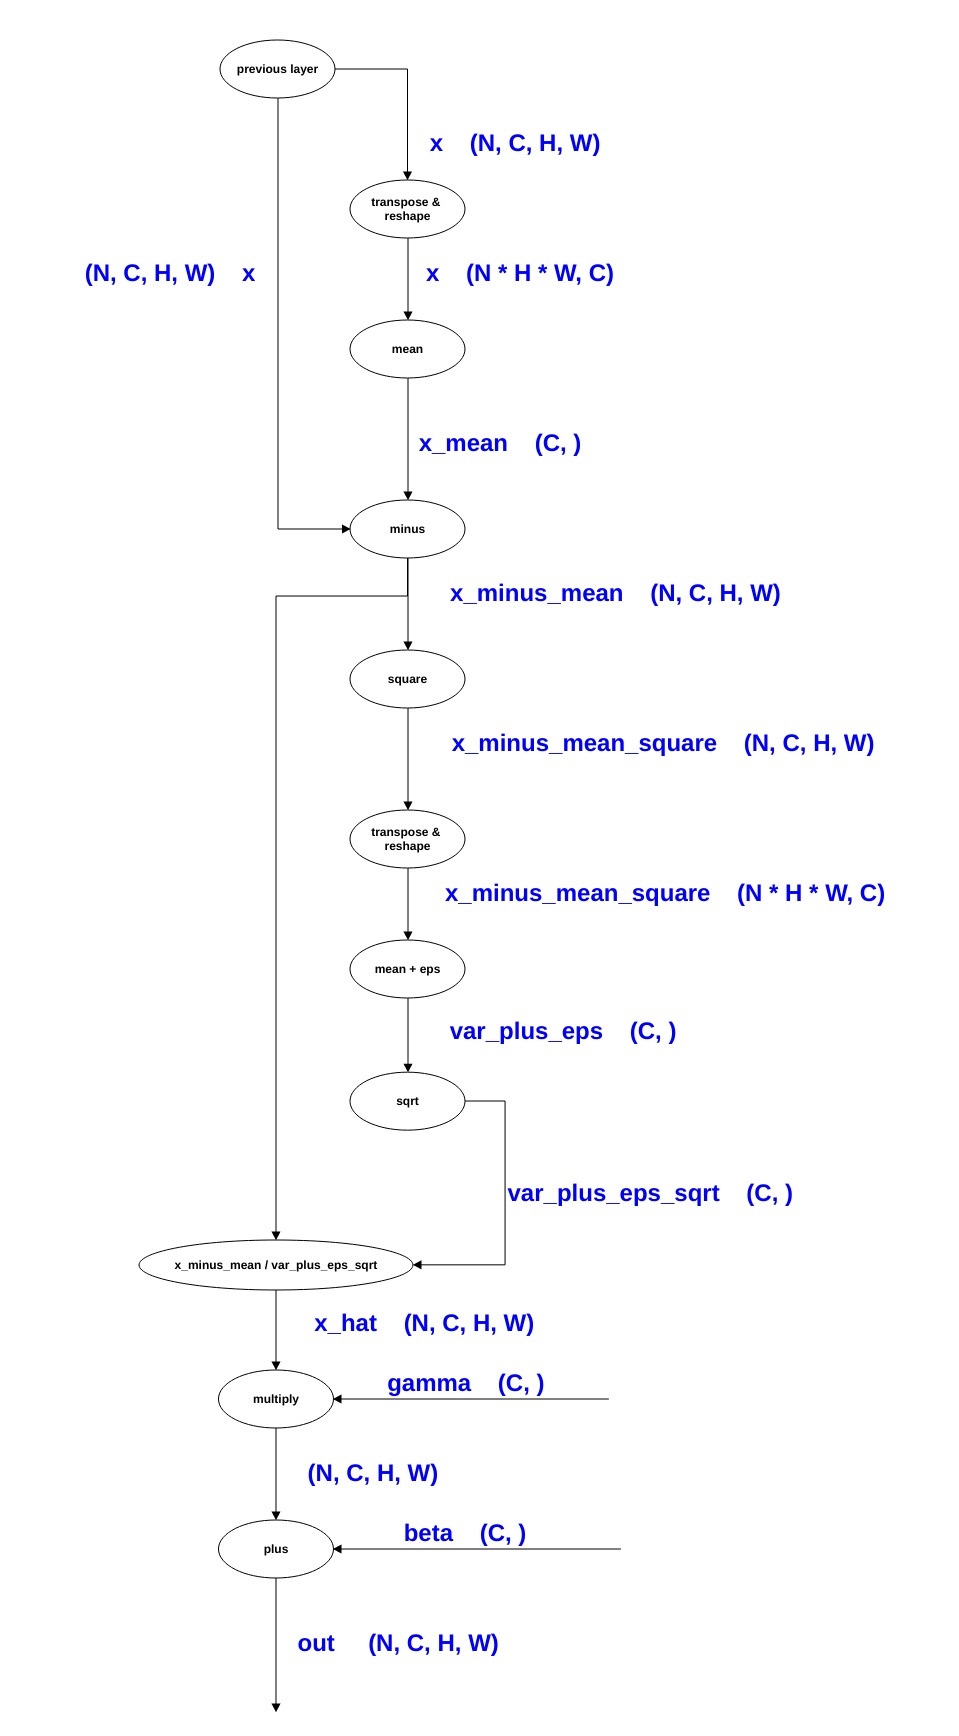 previous layer
x (N, C, H, W)
transpose &
reshape
(N, C, H, W) x
x (N * H * W, C)
mean
x_mean (C, )
minus
x_minus_mean (N, C, H, W)
square
x_minus_mean_square (N, C, H, W)
transpose &
reshape
x_minus_mean_square (N * H * W, C)
mean + eps
var_plus_eps (C, )
sqrt
var_plus_eps_sqrt (C, )
x_minus_mean / var_plus_eps_sqrt
x_hat (N, C, H, W)
gamma (C, )
multiply
(N, C, H, W)
beta (C, )
plus
out (N, C, H, W)